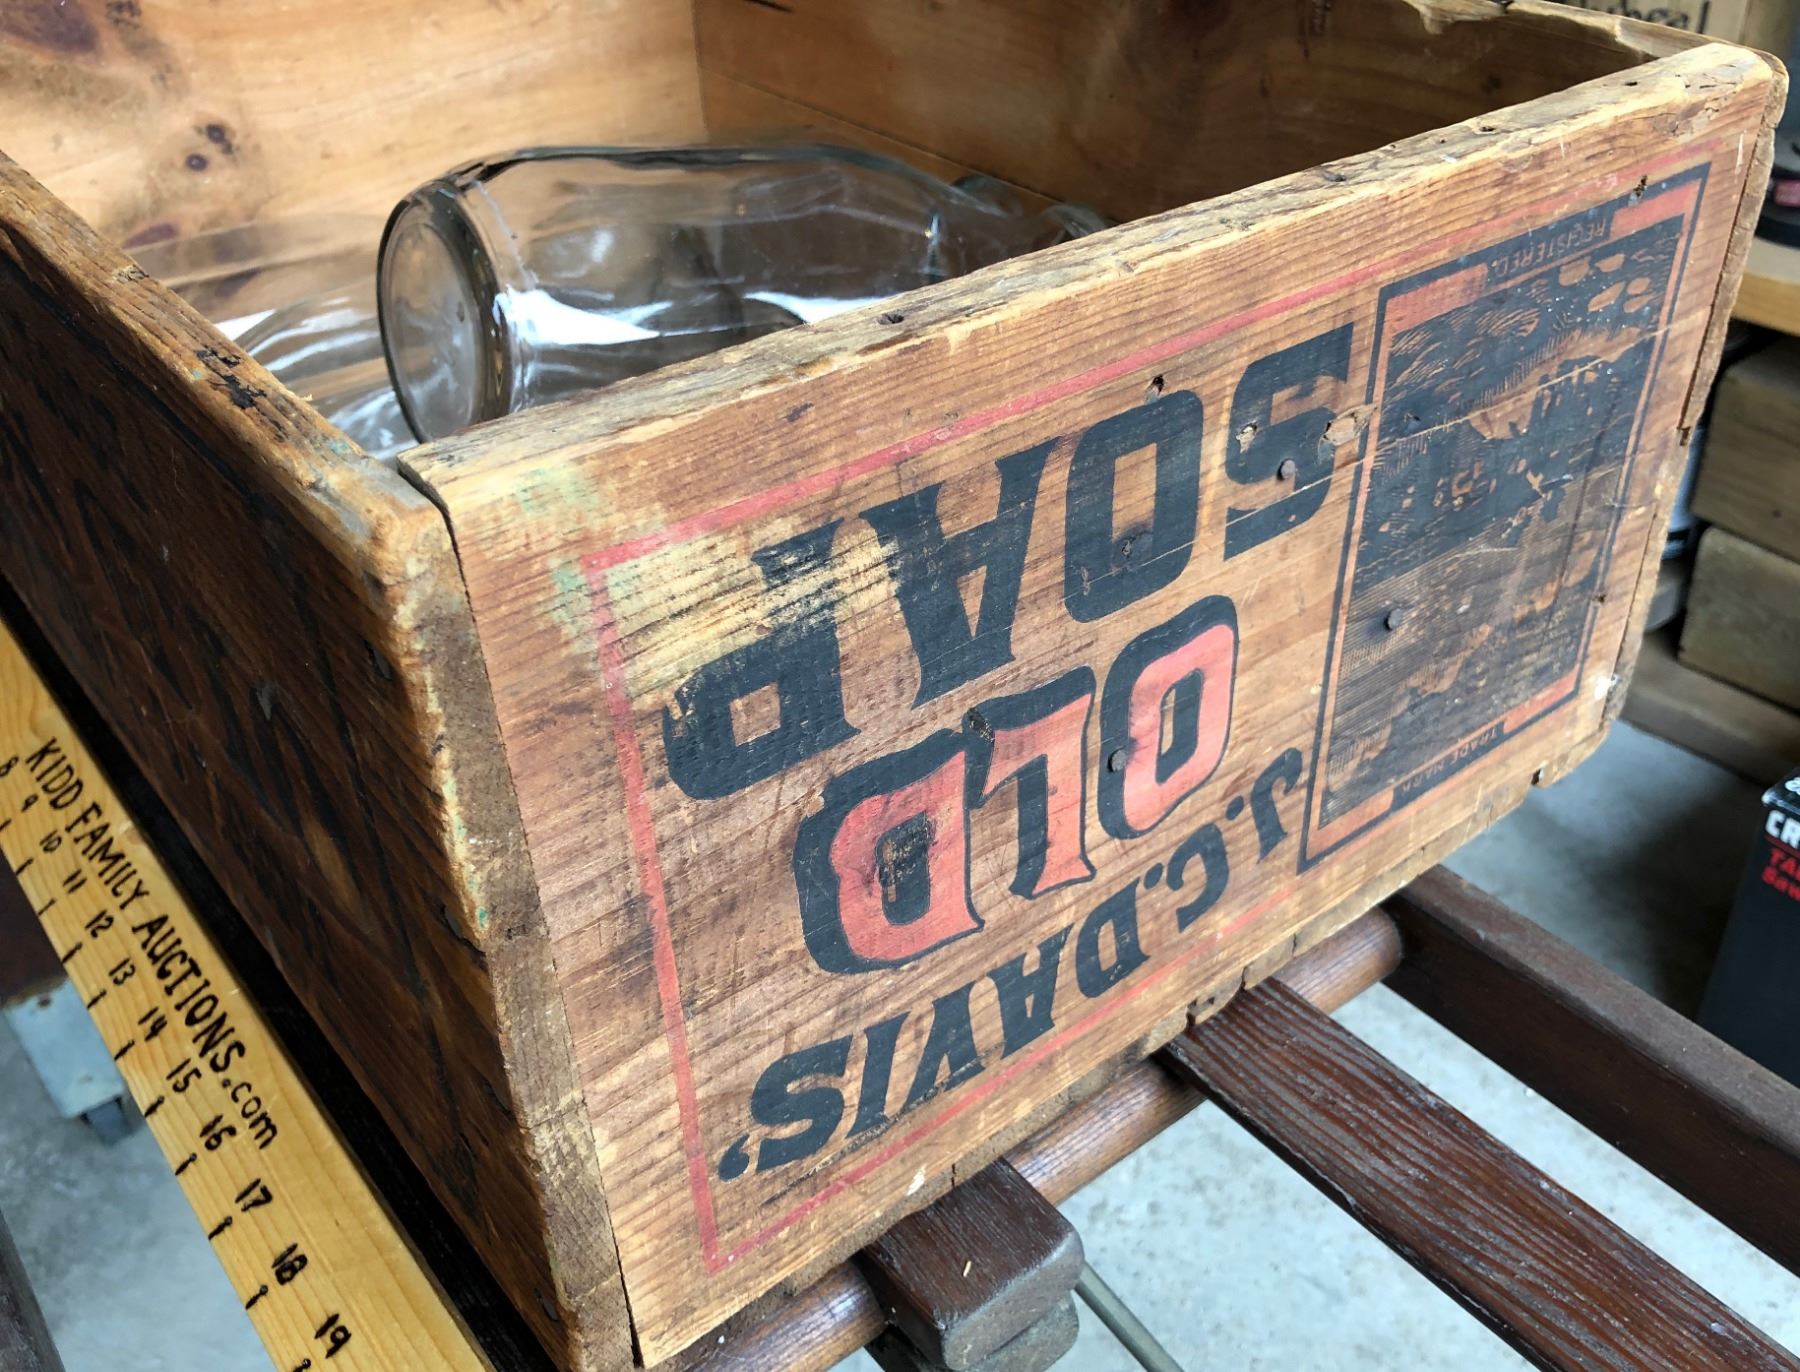 J.C.DAVIS'
OLD
SOAP
TRADE MARK
REGISTERED.
KIDD FAMILY AUCTIONS.com
8 9 10 11 12 13 14 15 16 17 18 19